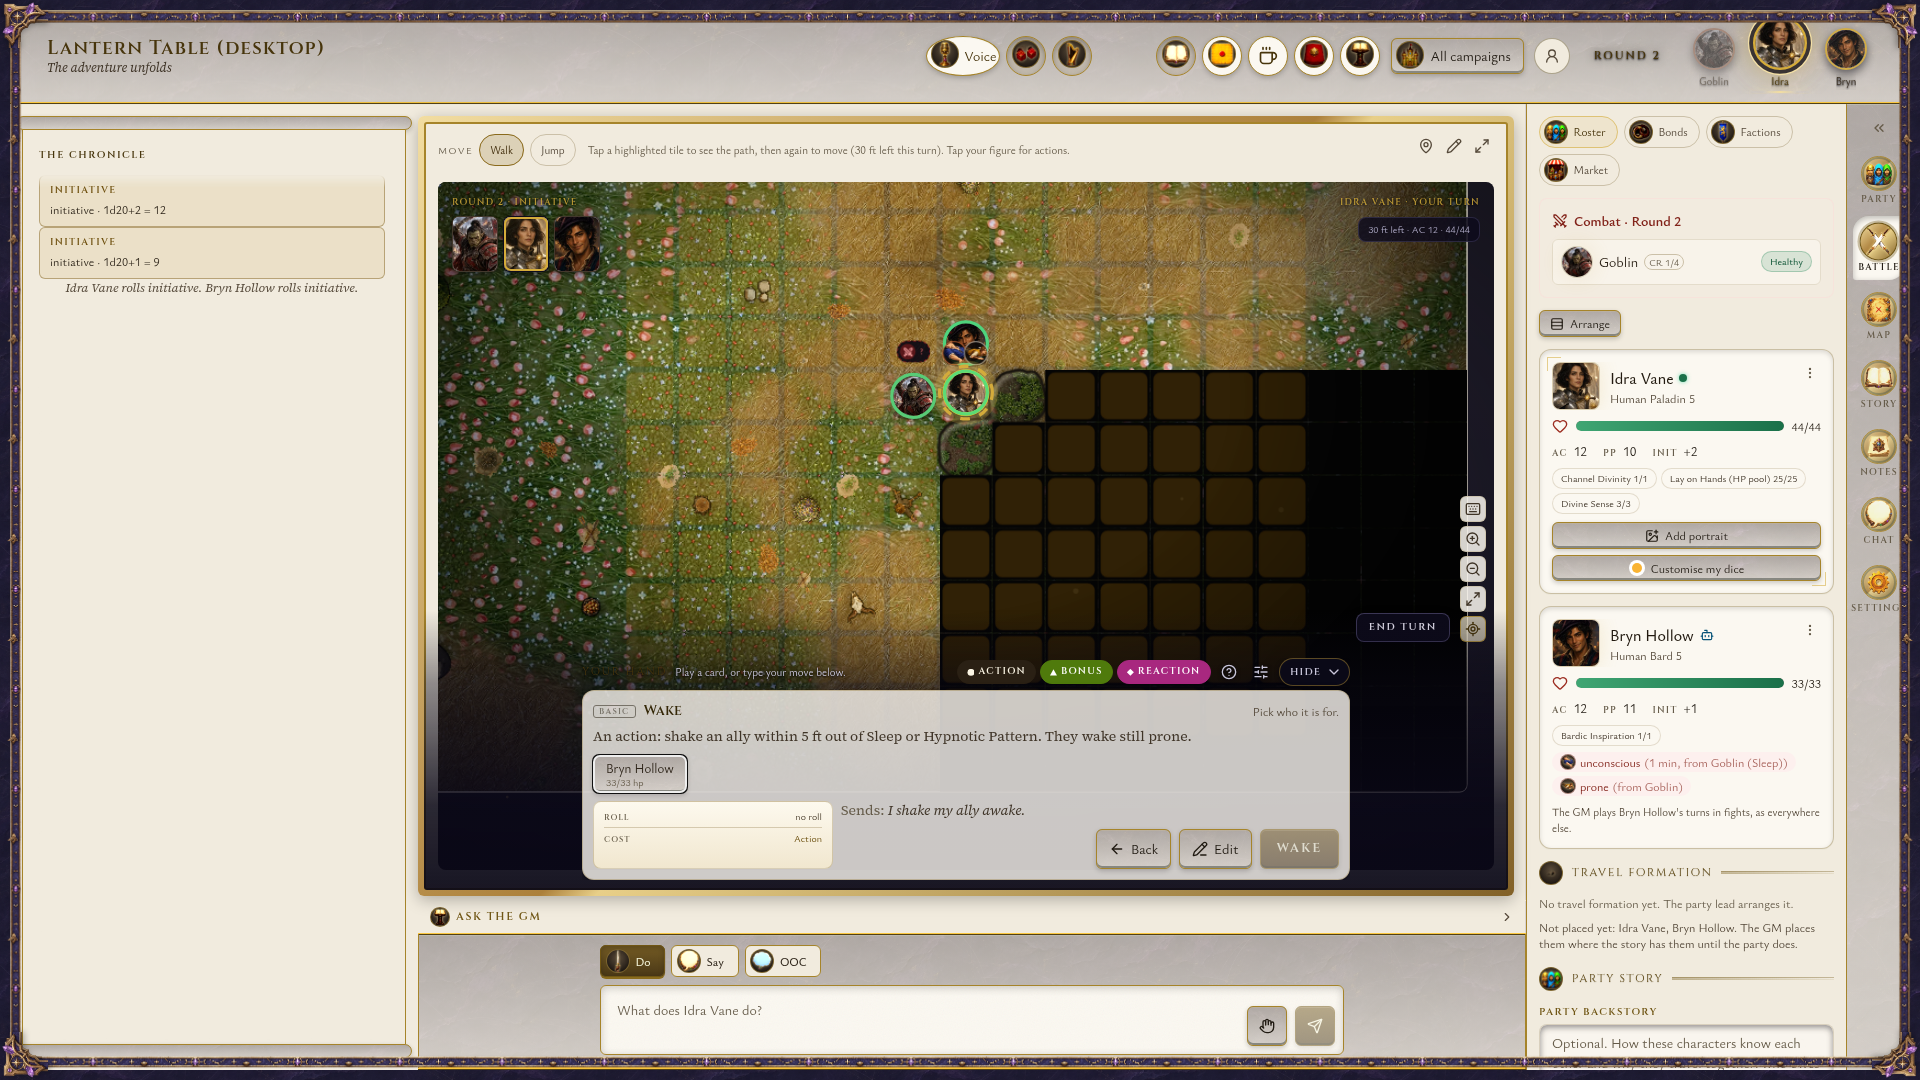 LANTERN TABLE (DESKTOP)
The adventure unfolds
Voice
All campaigns
ROUND 2
Goblin
Idra
Bryn
THE CHRONICLE
INITIATIVE
initiative · 1d20+2 = 12
INITIATIVE
initiative · 1d20+1 = 9
Idra Vane rolls initiative. Bryn Hollow rolls initiative.
MOVE
Walk
Jump
Tap a highlighted tile to see the path, then again to move (30 ft left this turn). Tap your figure for actions.
ROUND 2 · INITIATIVE
IDRA VANE · YOUR TURN
30 ft left · AC 12 · 44/44
END TURN
Play a card, or type your move below.
ACTION
BONUS
REACTION
HIDE
BASIC
WAKE
Pick who it is for.
An action: shake an ally within 5 ft out of Sleep or Hypnotic Pattern. They wake still prone.
Bryn Hollow
33/33 hp
ROLL
no roll
COST
Action
Sends: I shake my ally awake.
Back
Edit
WAKE
ASK THE GM
Do
Say
OOC
What does Idra Vane do?
Roster
Bonds
Factions
Market
Combat · Round 2
Goblin
CR 1/4
Healthy
Arrange
Idra Vane
Human Paladin 5
44/44
AC 12
PP 10
INIT +2
Channel Divinity 1/1
Lay on Hands (HP pool) 25/25
Divine Sense 3/3
Add portrait
Customise my dice
Bryn Hollow
Human Bard 5
33/33
AC 12
PP 11
INIT +1
Bardic Inspiration 1/1
unconscious (1 min, from Goblin (Sleep))
prone (from Goblin)
The GM plays Bryn Hollow's turns in fights, as everywhere
else.
TRAVEL FORMATION
No travel formation yet. The party lead arranges it.
Not placed yet: Idra Vane, Bryn Hollow. The GM places
them where the story has them until the party does.
PARTY STORY
PARTY BACKSTORY
Optional. How these characters know each
PARTY
BATTLE
MAP
STORY
NOTES
CHAT
SETTING